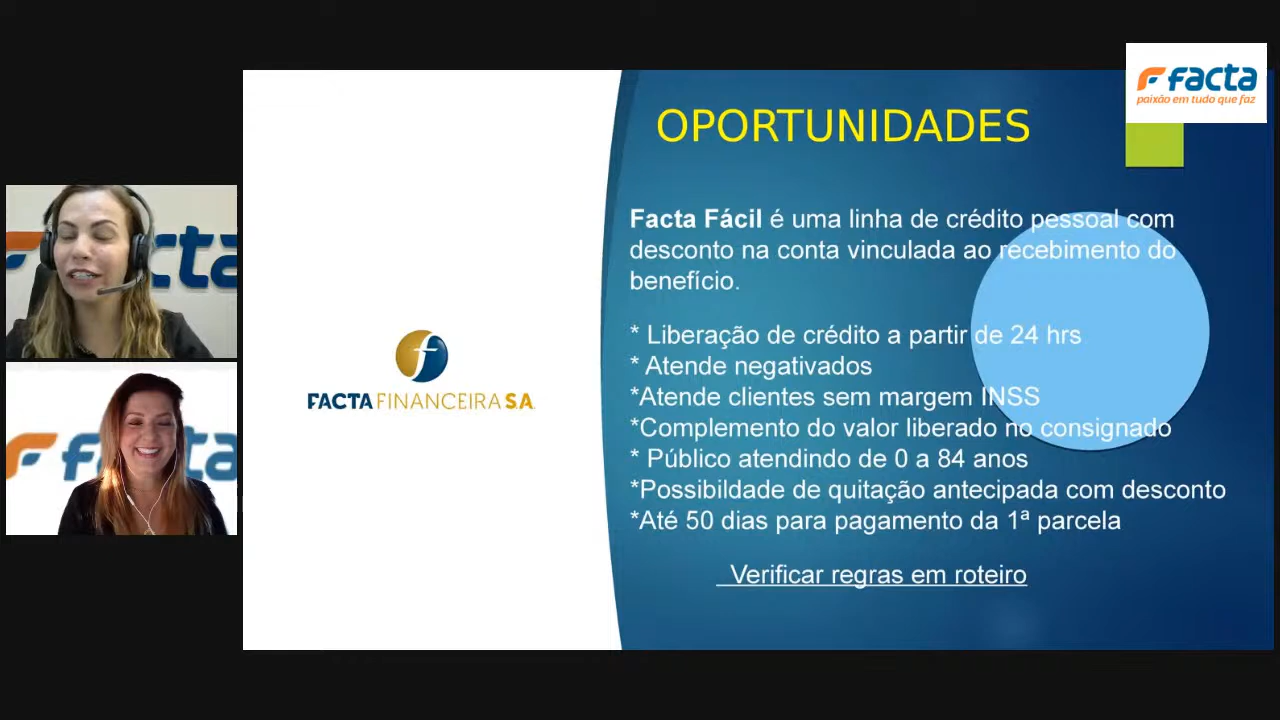 facta
paixão em tudo que faz
OPORTUNIDADES
Facta Fácil é uma linha de crédito pessoal com
desconto na conta vinculada ao recebimento do
benefício.
* Liberação de crédito a partir de 24 hrs
* Atende negativados
*Atende clientes sem margem INSS
*Complemento do valor liberado no consignado
* Público atendindo de 0 a 84 anos
*Possibildade de quitação antecipada com desconto
*Até 50 dias para pagamento da 1ª parcela
Verificar regras em roteiro
FACTA FINANCEIRA S.A.